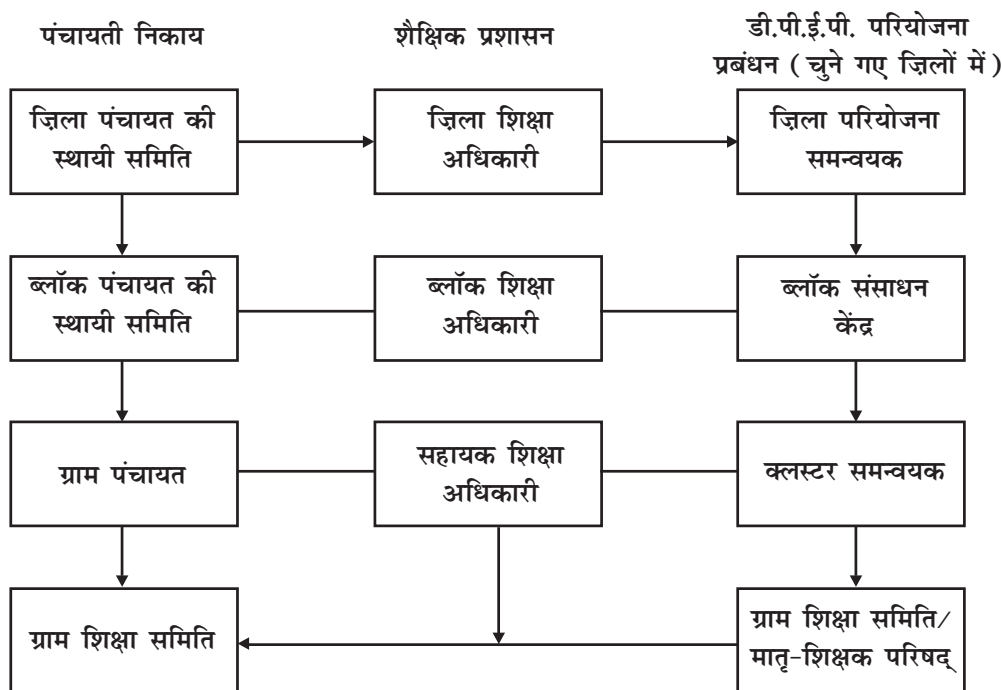 पंचायती निकाय
शैक्षिक प्रशासन
डी.पी.ई.पी. परियोजना
प्रबंधन ( चुने गए ज़िलों में )
ज़िला पंचायत की
स्थायी समिति
ज़िला शिक्षा
अधिकारी
ज़िला परियोजना
समन्वयक
ब्लॉक पंचायत की
स्थायी समिति
ब्लॉक शिक्षा
अधिकारी
ब्लॉक संसाधन
केंद्र
ग्राम पंचायत
सहायक शिक्षा
अधिकारी
क्लस्टर समन्वयक
ग्राम शिक्षा समिति
ग्राम शिक्षा समिति/
मातृ-शिक्षक परिषद्